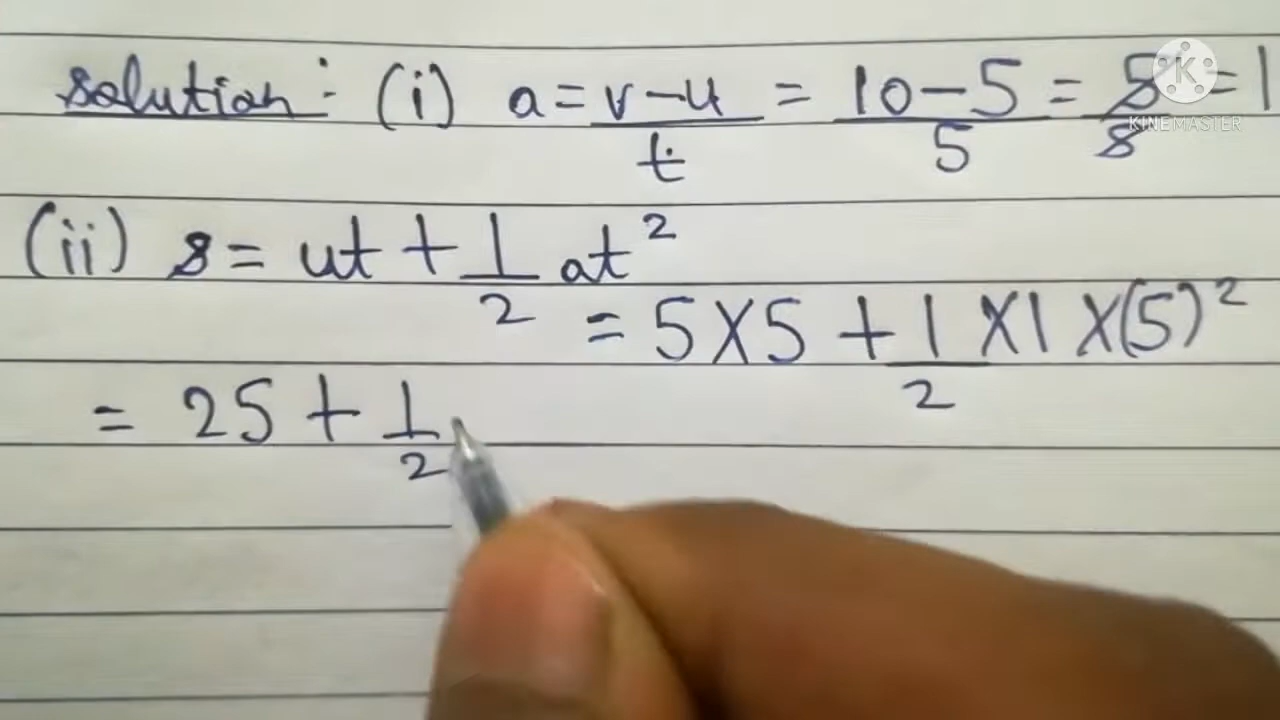 solution:- (i) a = v-u/t = 10-5/5 = 5/5 = 1
(ii) s = ut + 1/2 at²
= 5×5 + 1/2 ×1×(5)²
= 25 + 1/2
KINEMASTER